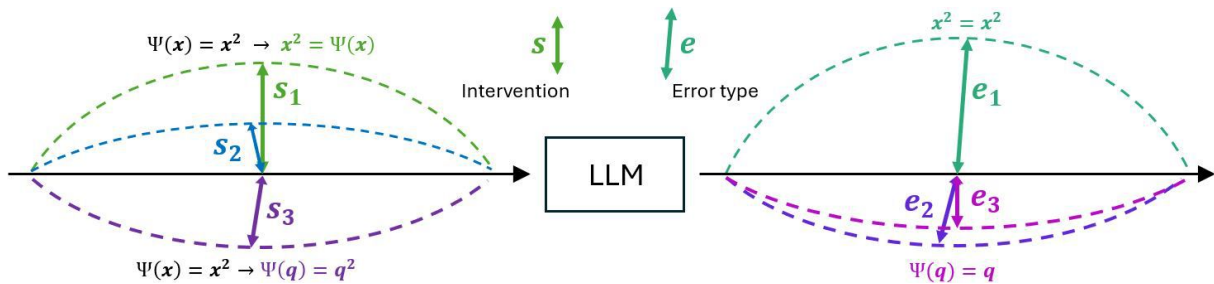 Ψ(x) = x² → x² = Ψ(x)
s₁
s₂
s₃
Ψ(x) = x² → Ψ(q) = q²
s
Intervention
e
Error type
LLM
x² = x²
e₁
e₂
e₃
Ψ(q) = q